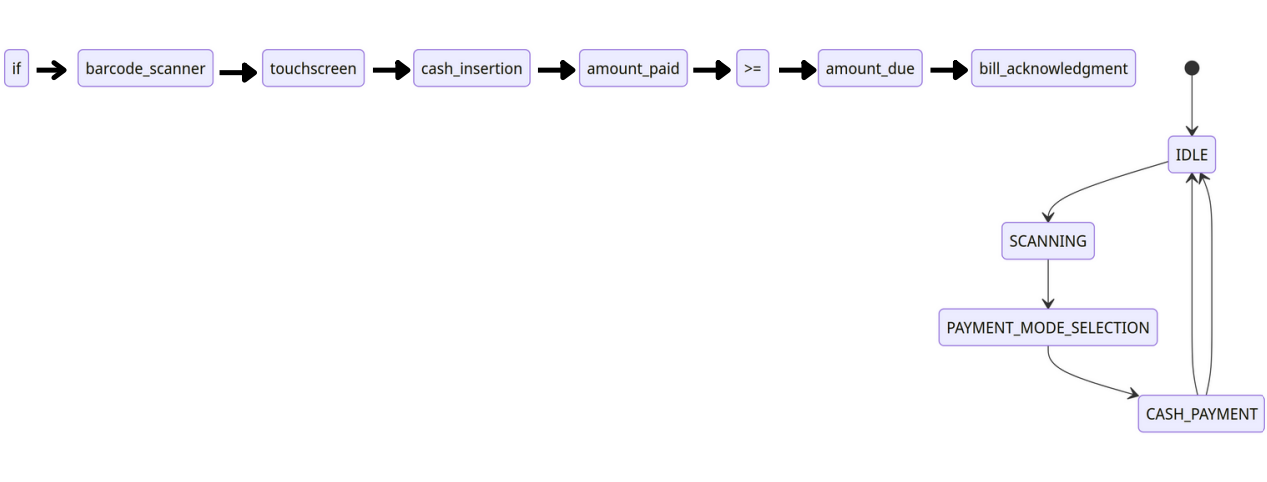 if barcode_scanner touchscreen cash_insertion amount_paid >= amount_due bill_acknowledgment
IDLE
SCANNING
PAYMENT_MODE_SELECTION
CASH_PAYMENT